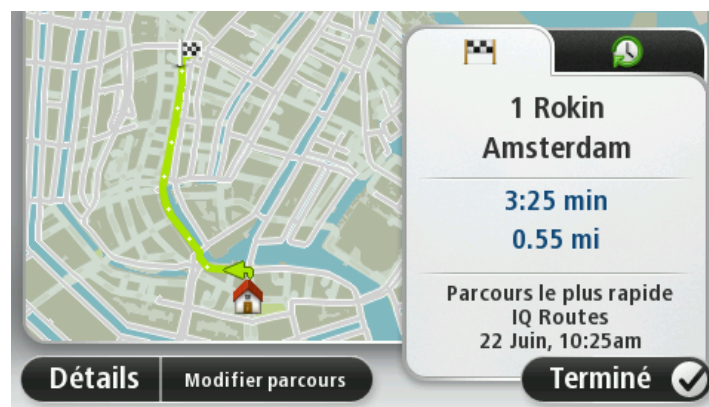 1 Rokin
Amsterdam
3:25 min
0.55 mi
Parcours le plus rapide
IQ Routes
22 Juin, 10:25am
Détails
Modifier parcours
Terminé